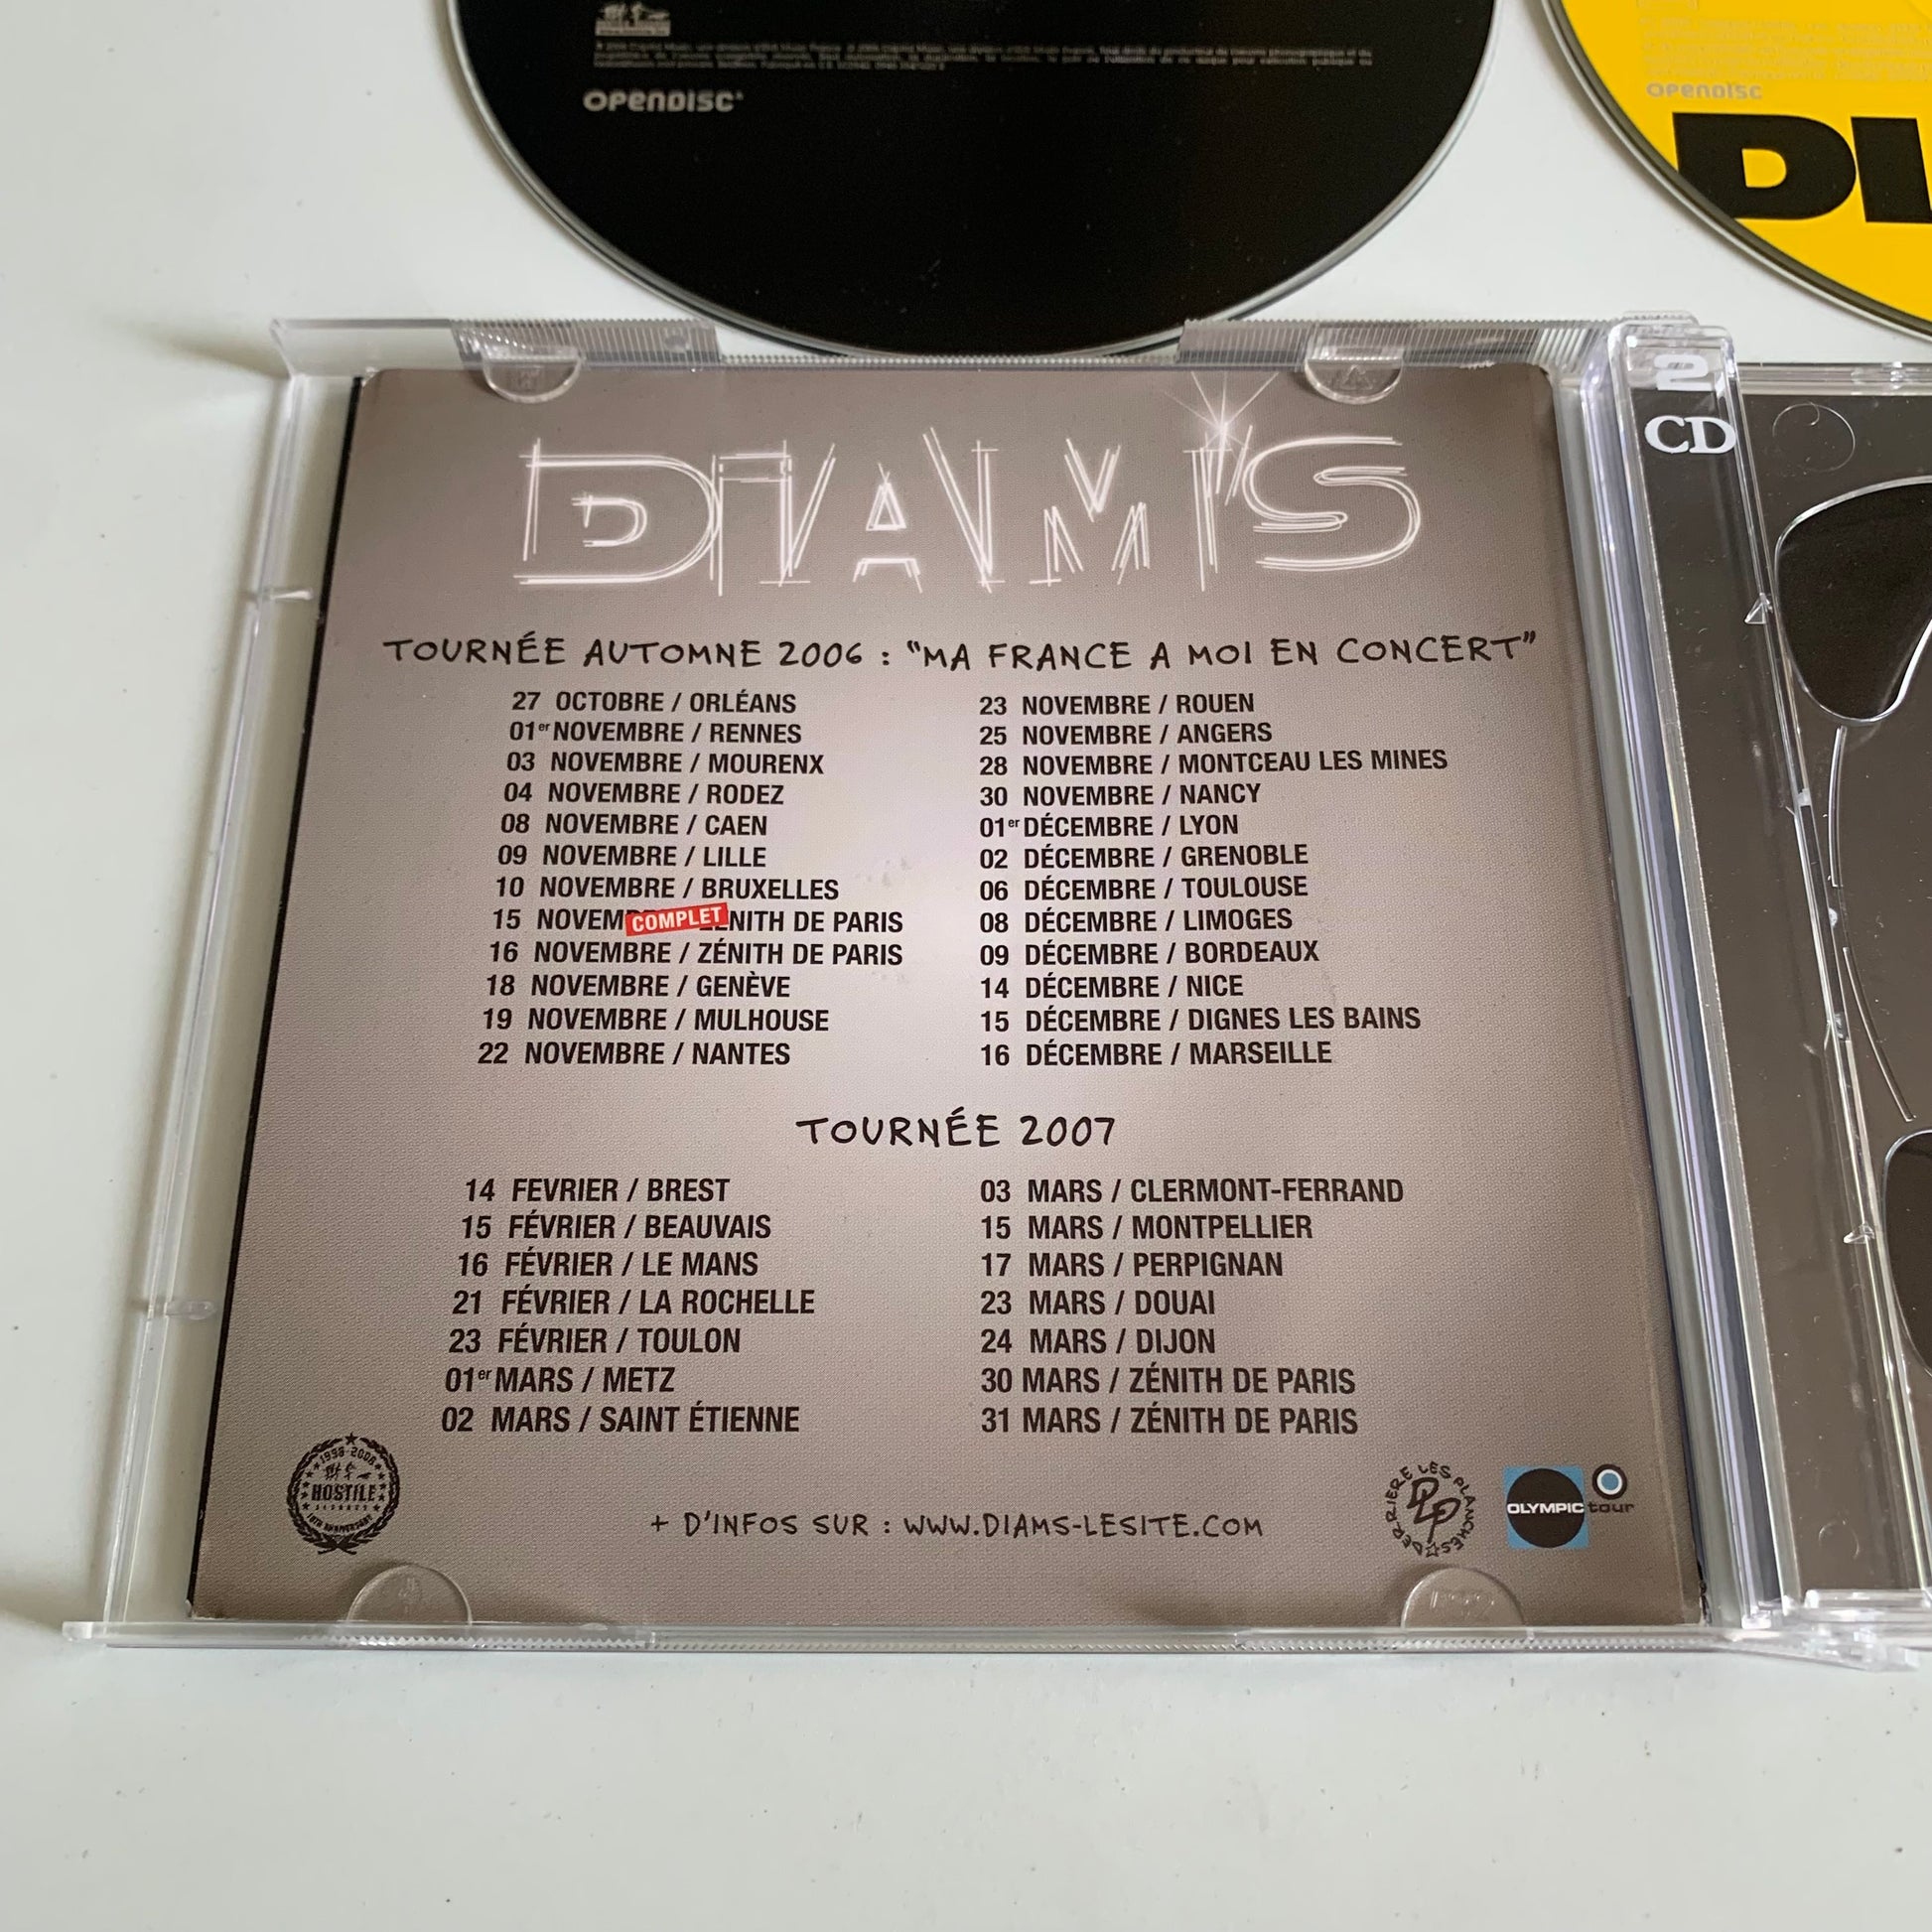 OPENDISC
OPENDISC
DI
2
CD
DIAM'S
TOURNÉE AUTOMNE 2006 : "MA FRANCE A MOI EN CONCERT"
27 OCTOBRE / ORLÉANS
01er NOVEMBRE / RENNES
03 NOVEMBRE / MOURENX
04 NOVEMBRE / RODEZ
08 NOVEMBRE / CAEN
09 NOVEMBRE / LILLE
10 NOVEMBRE / BRUXELLES
15 NOVEM COMPLET NITH DE PARIS
16 NOVEMBRE / ZÉNITH DE PARIS
18 NOVEMBRE / GENÈVE
19 NOVEMBRE / MULHOUSE
22 NOVEMBRE / NANTES
23 NOVEMBRE / ROUEN
25 NOVEMBRE / ANGERS
28 NOVEMBRE / MONTCEAU LES MINES
30 NOVEMBRE / NANCY
01er DÉCEMBRE / LYON
02 DÉCEMBRE / GRENOBLE
06 DÉCEMBRE / TOULOUSE
08 DÉCEMBRE / LIMOGES
09 DÉCEMBRE / BORDEAUX
14 DÉCEMBRE / NICE
15 DÉCEMBRE / DIGNES LES BAINS
16 DÉCEMBRE / MARSEILLE
TOURNÉE 2007
14 FEVRIER / BREST
15 FÉVRIER / BEAUVAIS
16 FÉVRIER / LE MANS
21 FÉVRIER / LA ROCHELLE
23 FÉVRIER / TOULON
01er MARS / METZ
02 MARS / SAINT ÉTIENNE
03 MARS / CLERMONT-FERRAND
15 MARS / MONTPELLIER
17 MARS / PERPIGNAN
23 MARS / DOUAI
24 MARS / DIJON
30 MARS / ZÉNITH DE PARIS
31 MARS / ZÉNITH DE PARIS
1996-2006
HOSTILE
RECORDS
10TH ANNIVERSARY
+ D'INFOS SUR : WWW.DIAMS-LESITE.COM
DERRIERE LES PLANCHES
DLP
OLYMPIC tour